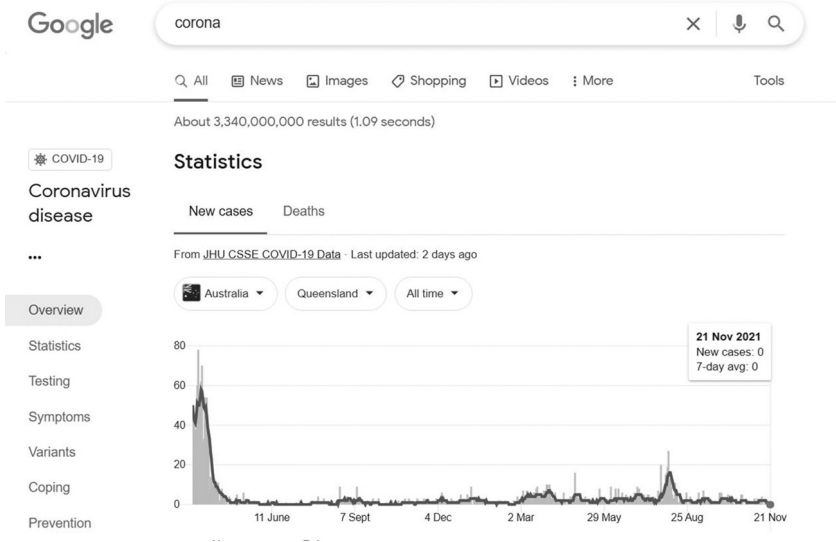 Google
corona
All News Images Shopping Videos More Tools
About 3,340,000,000 results (1.09 seconds)
COVID-19
Coronavirus
disease
Overview
Statistics
Testing
Symptoms
Variants
Coping
Prevention
Statistics
New cases Deaths
From JHU CSSE COVID-19 Data · Last updated: 2 days ago
Australia Queensland All time
21 Nov 2021
New cases: 0
7-day avg: 0
80
60
40
20
0
11 June 7 Sept 4 Dec 2 Mar 29 May 25 Aug 21 Nov